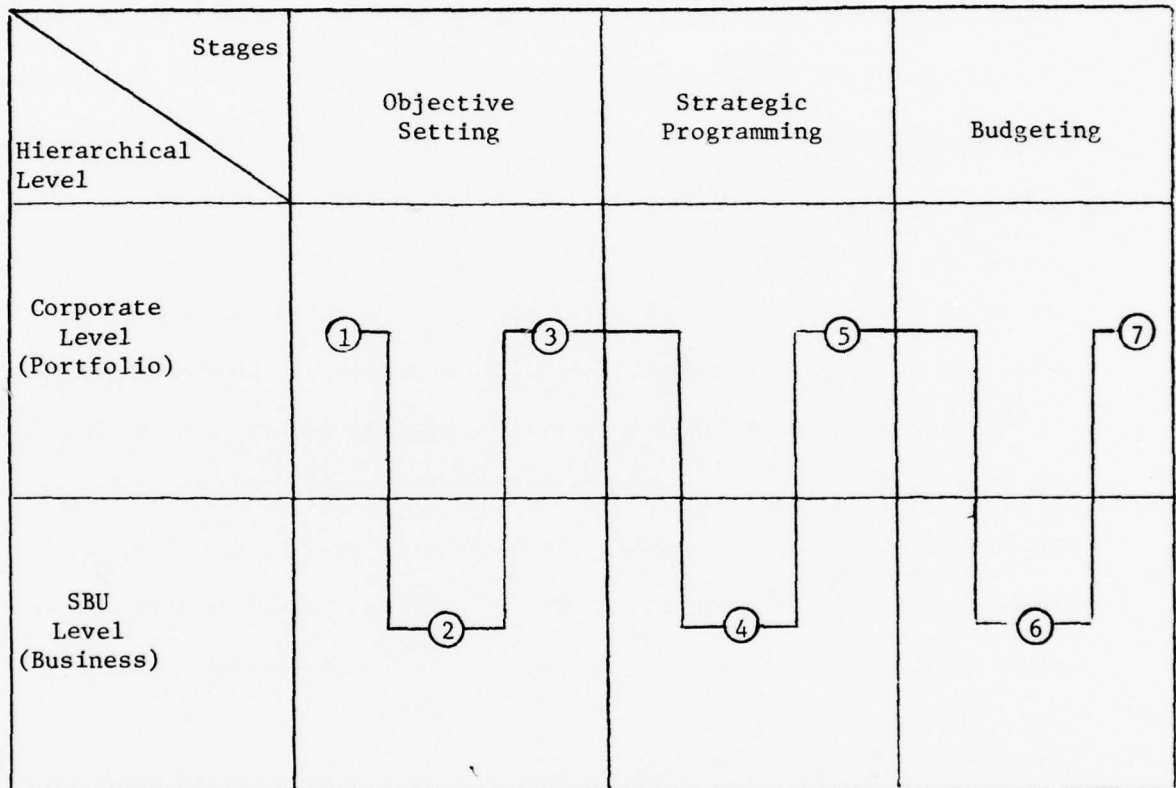 Stages
Hierarchical
Level
Objective
Setting
Strategic
Programming
Budgeting
Corporate
Level
(Portfolio)
1
3
5
7
SBU
Level
(Business)
2
4
6